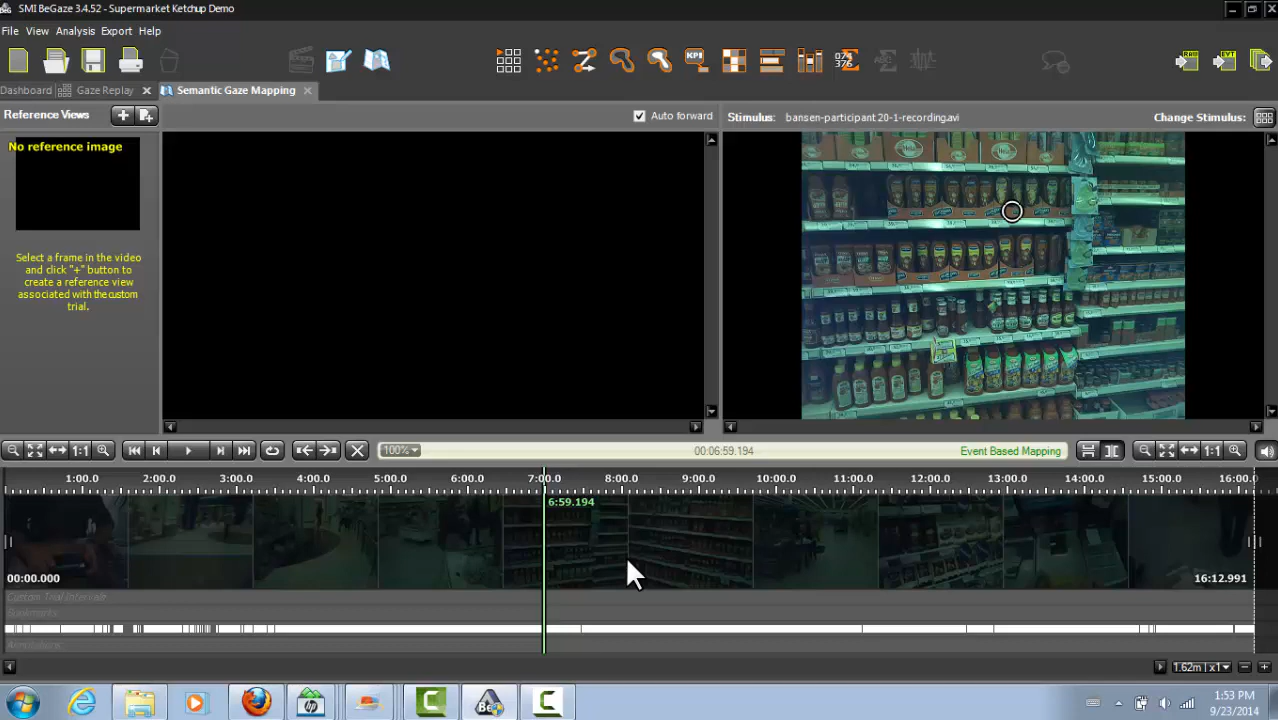 SMI BeGaze 3.4.52 - Supermarket Ketchup Demo
File View Analysis Export Help
Dashboard Gaze Replay Semantic Gaze Mapping
Reference Views
Auto forward
Stimulus: bansen-participant 20-1-recording.avi Change Stimulus:
No reference image
Select a frame in the video
and click "+" button to
create a reference view
associated with the custom
trial.
1:1 100% 00:06:59.194 Event Based Mapping 1:1
1:00.0 2:00.0 3:00.0 4:00.0 5:00.0 6:00.0 7:00.0 8:00.0 9:00.0 10:00.0 11:00.0 12:00.0 13:00.0 14:00.0 15:00.0 16:00.0
6:59.194
00:00.000 16:12.991
Custom Trial Intervals
Bookmarks
Annotations
1.62m | x1
1:53 PM
9/23/2014